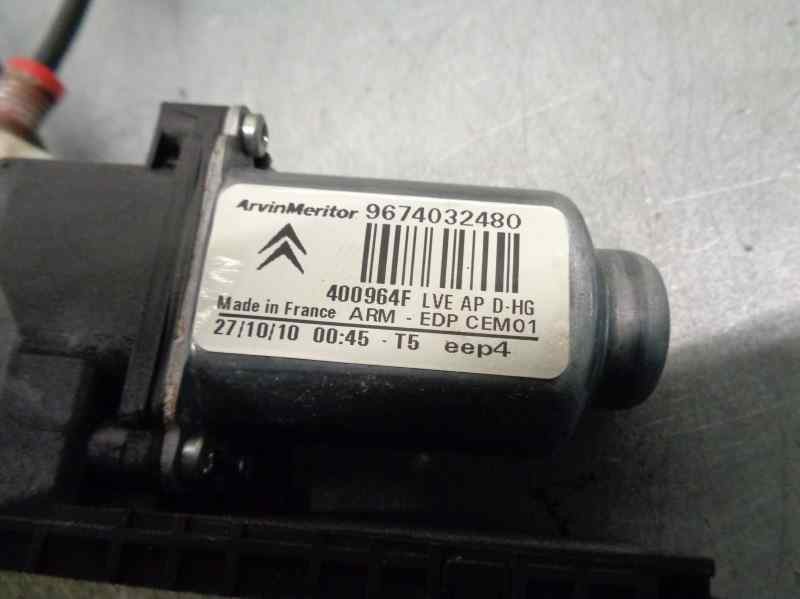 ArvinMeritor 9674032480
400964F LVE AP D-HG
Made in France ARM - EDP CEM01
27/10/10 00:45 - T5 eep4